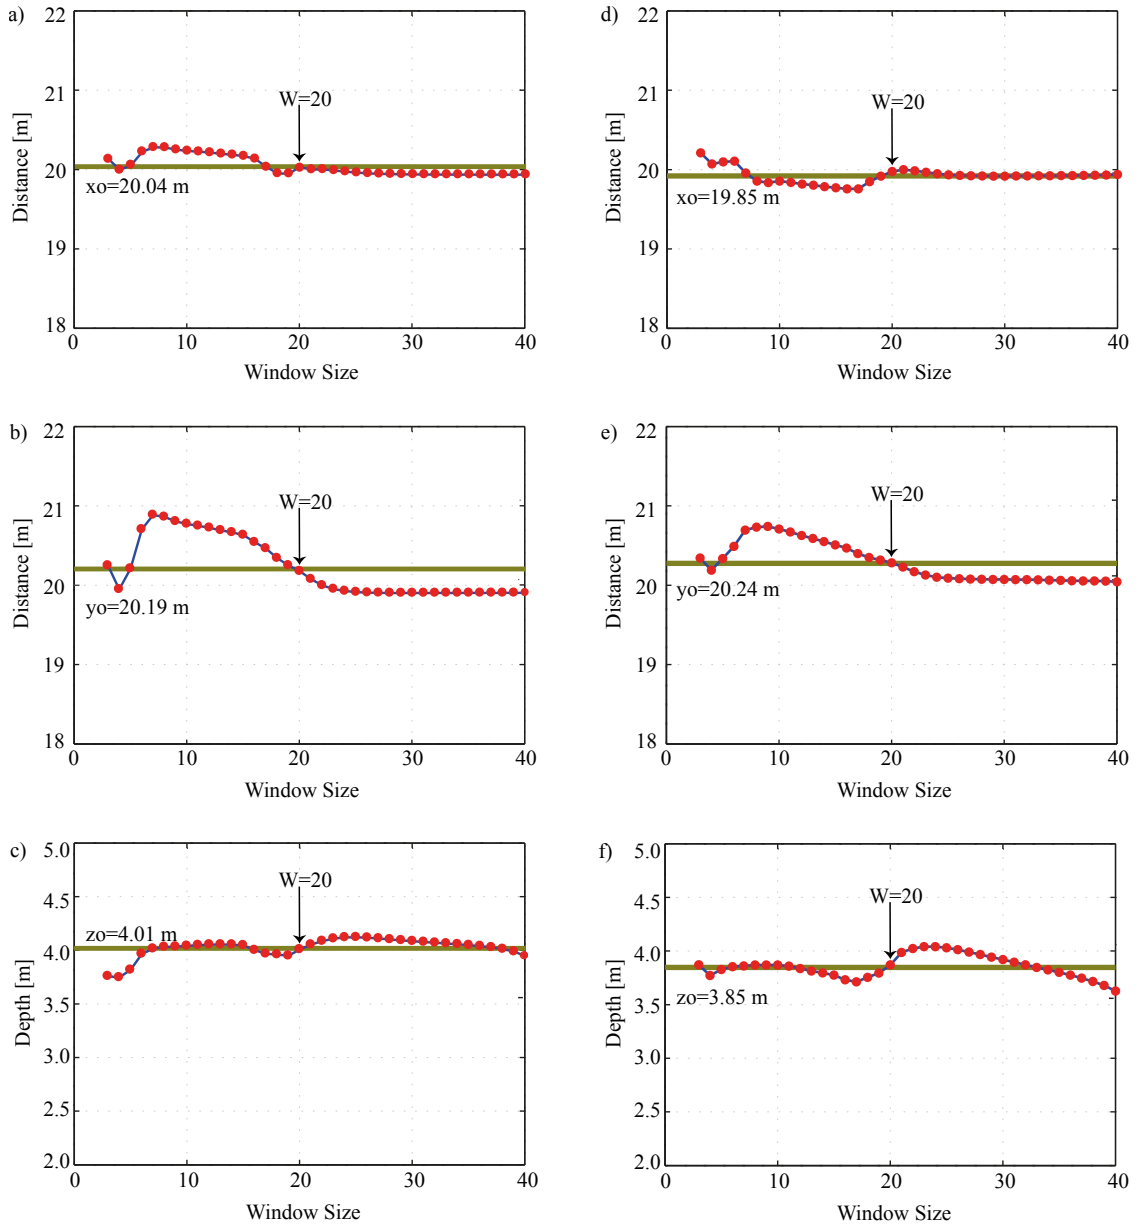 a)
22
21
20
19
18
Distance [m]
W=20
xo=20.04 m
0 10 20 30 40
Window Size
d)
22
21
20
19
18
Distance [m]
W=20
xo=19.85 m
0 10 20 30 40
Window Size
b)
22
21
20
19
18
Distance [m]
W=20
yo=20.19 m
0 10 20 30 40
Window Size
e)
22
21
20
19
18
Distance [m]
W=20
yo=20.24 m
0 10 20 30 40
Window Size
c)
5.0
4.5
4.0
3.5
3.0
2.5
2.0
Depth [m]
W=20
zo=4.01 m
0 10 20 30 40
Window Size
f)
5.0
4.5
4.0
3.5
3.0
2.5
2.0
Depth [m]
W=20
zo=3.85 m
0 10 20 30 40
Window Size